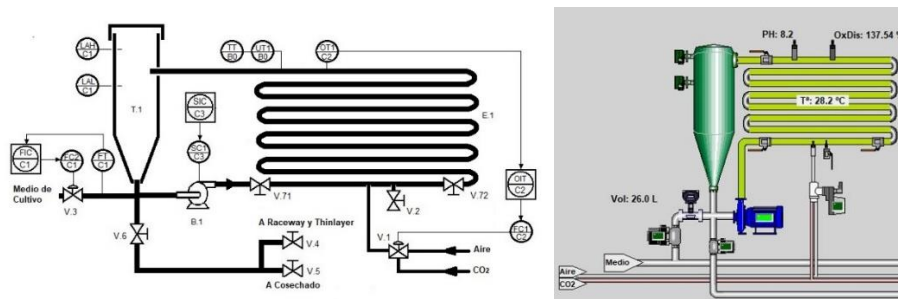 LAH
C1
LAL
C1
T.1
TT
B0
UT1
B0
OT1
C2
SIC
C3
SC1
C3
E.1
FIC
C1
FC2
C1
FT
C1
Medio de
Cultivo
V.3
V.6
B.1
V.71
V.2
V.72
OIT
C2
FC1
C2
V.1
A Raceway y Thinlayer
V.4
V.5
A Cosechado
Aire
CO₂
PH: 8.2
OxDis: 137.54
Tª: 28.2 ºC
Vol: 26.0 L
Medio
Aire
CO2